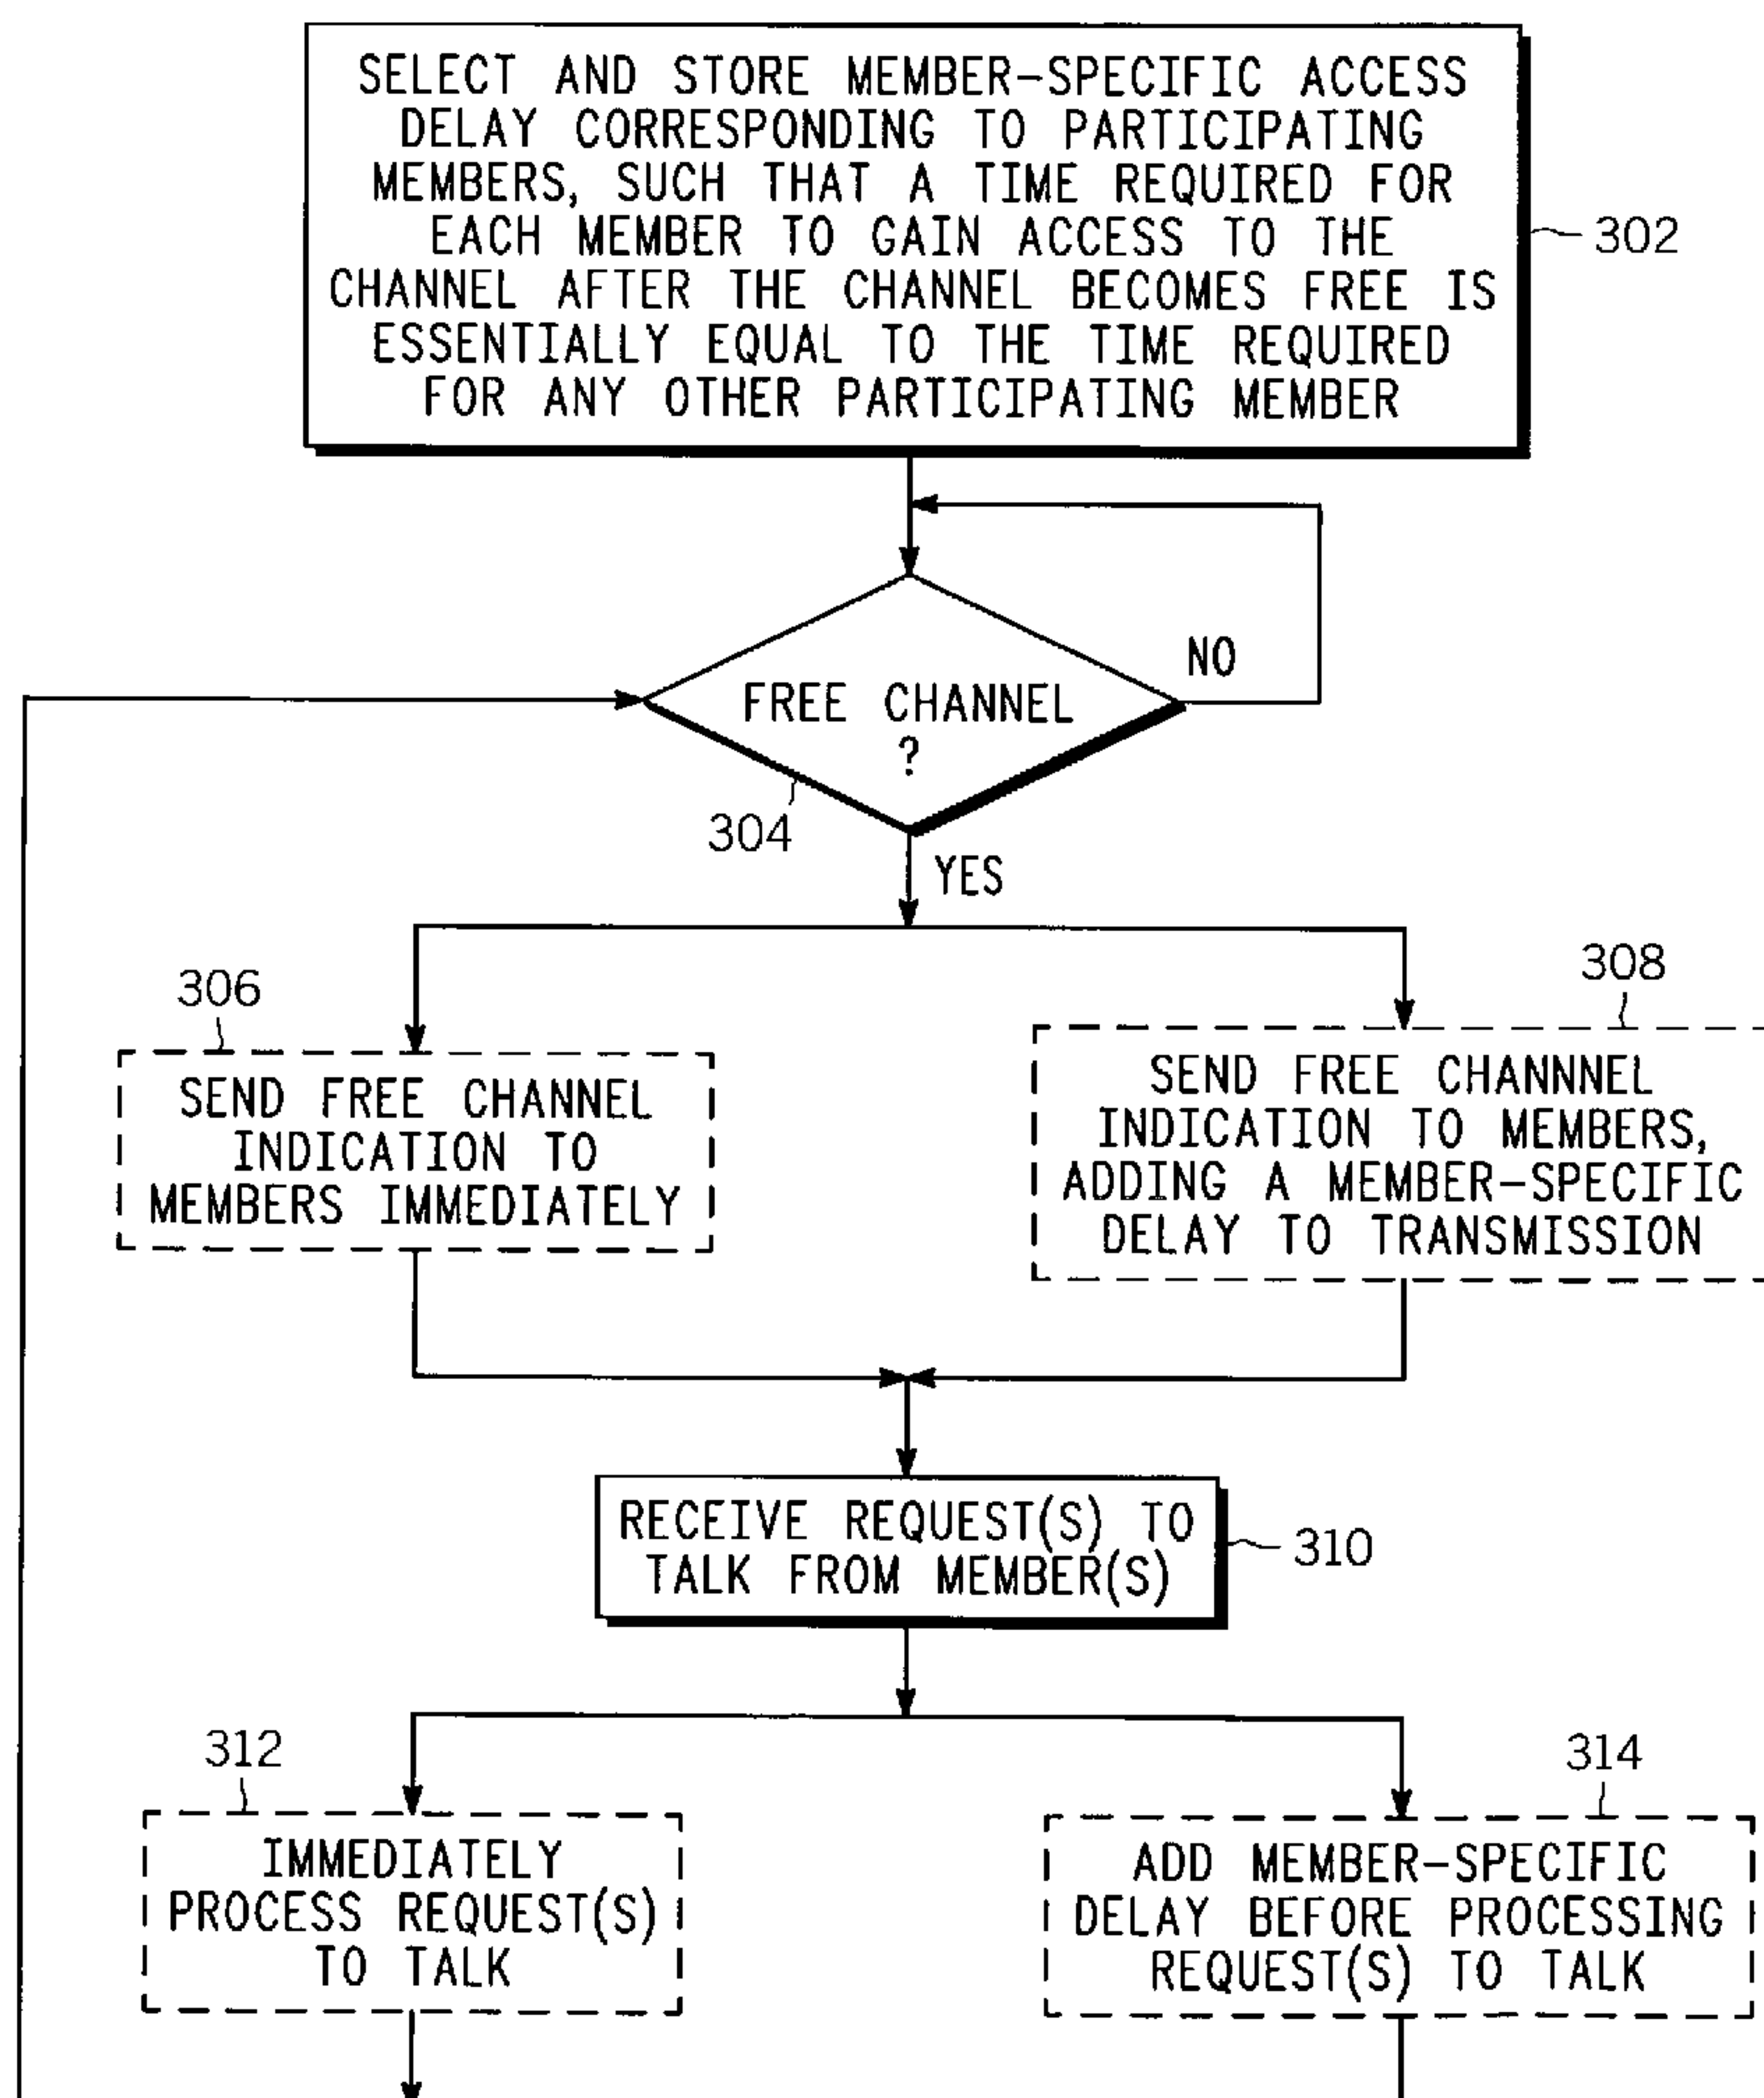 SELECT AND STORE MEMBER-SPECIFIC ACCESS
DELAY CORRESPONDING TO PARTICIPATING
MEMBERS, SUCH THAT A TIME REQUIRED FOR
EACH MEMBER TO GAIN ACCESS TO THE
CHANNEL AFTER THE CHANNEL BECOMES FREE IS
ESSENTIALLY EQUAL TO THE TIME REQUIRED
FOR ANY OTHER PARTICIPATING MEMBER
302
NO
FREE CHANNEL
?
304
YES
306
SEND FREE CHANNEL
INDICATION TO
MEMBERS IMMEDIATELY
308
SEND FREE CHANNNEL
INDICATION TO MEMBERS,
ADDING A MEMBER-SPECIFIC
DELAY TO TRANSMISSION
RECEIVE REQUEST(S) TO
TALK FROM MEMBER(S)
310
312
IMMEDIATELY
PROCESS REQUEST(S)
TO TALK
314
ADD MEMBER-SPECIFIC
DELAY BEFORE PROCESSING
REQUEST(S) TO TALK